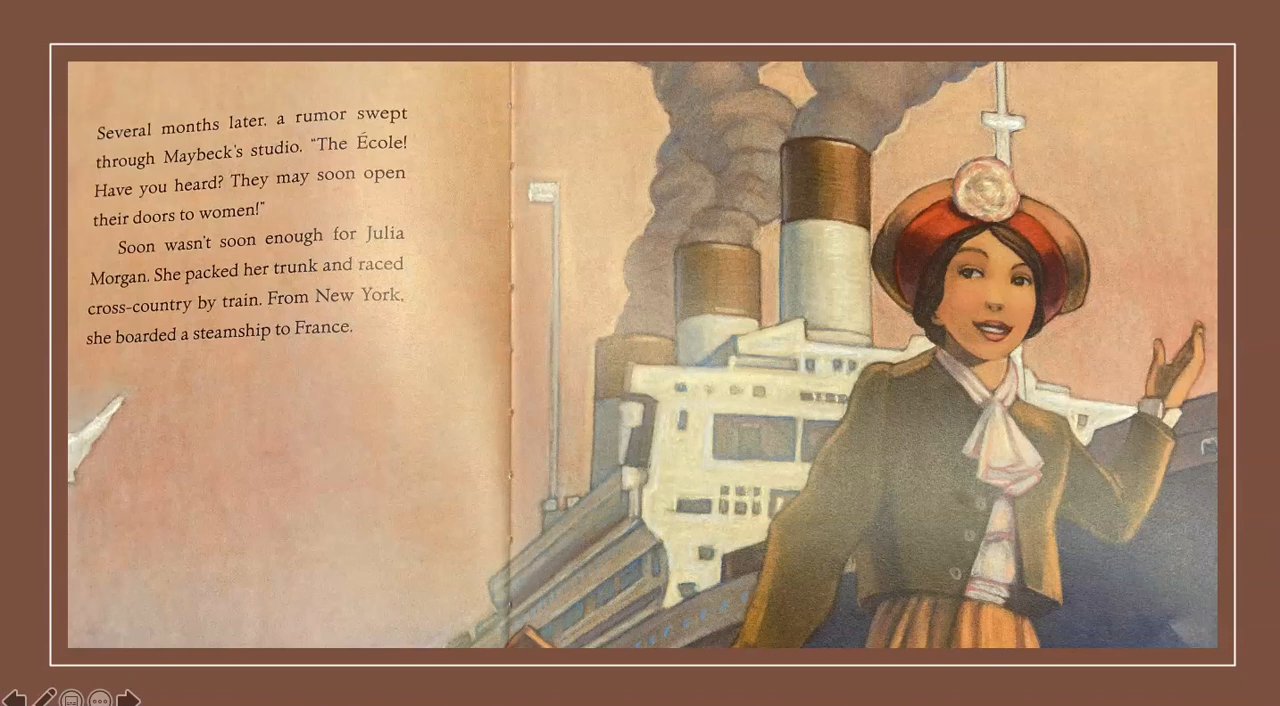 Several months later, a rumor swept
through Maybeck's studio. "The École!
Have you heard? They may soon open
their doors to women!"
Soon wasn't soon enough for Julia
Morgan. She packed her trunk and raced
cross-country by train. From New York,
she boarded a steamship to France.